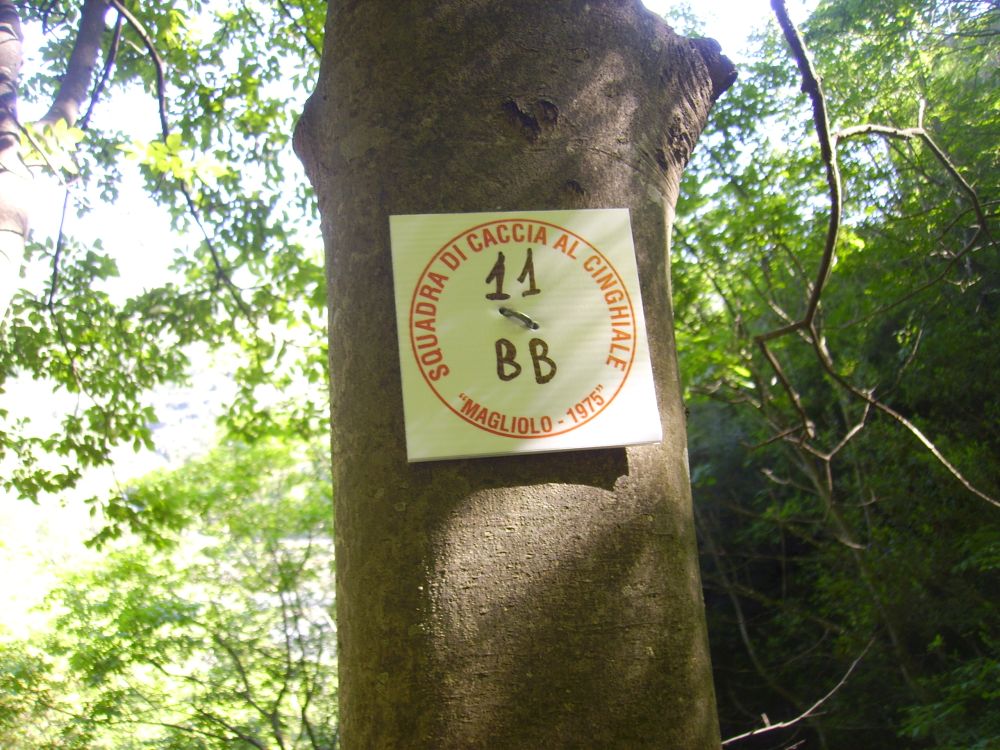 SQUADRA DI CACCIA AL CINGHIALE
11
BB
"MAGLIOLO - 1975"